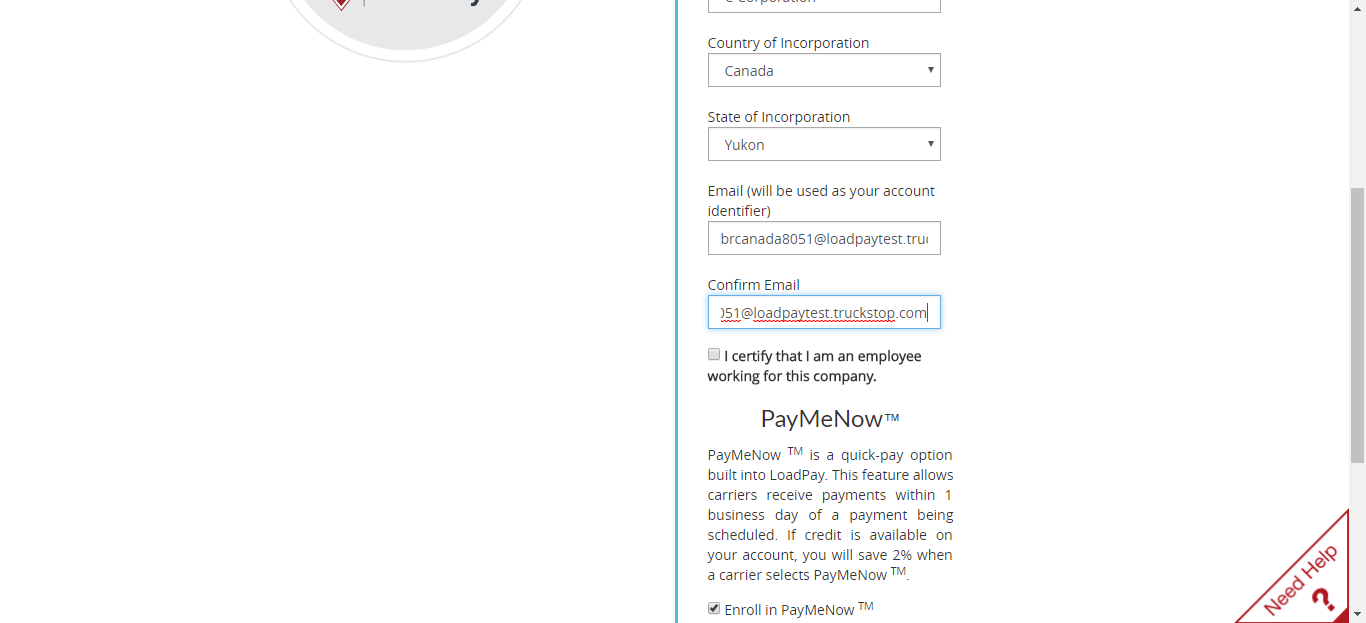 C Corporation
Country of Incorporation
Canada
State of Incorporation
Yukon
Email (will be used as your account
identifier)
brcanada8051@loadpaytest.tru
Confirm Email
051@loadpaytest.truckstop.com
I certify that I am an employee
working for this company.
PayMeNow™
PayMeNow TM is a quick-pay option
built into LoadPay. This feature allows
carriers receive payments within 1
business day of a payment being
scheduled. If credit is available on
your account, you will save 2% when
a carrier selects PayMeNow TM.
Enroll in PayMeNow TM
Need Help
?